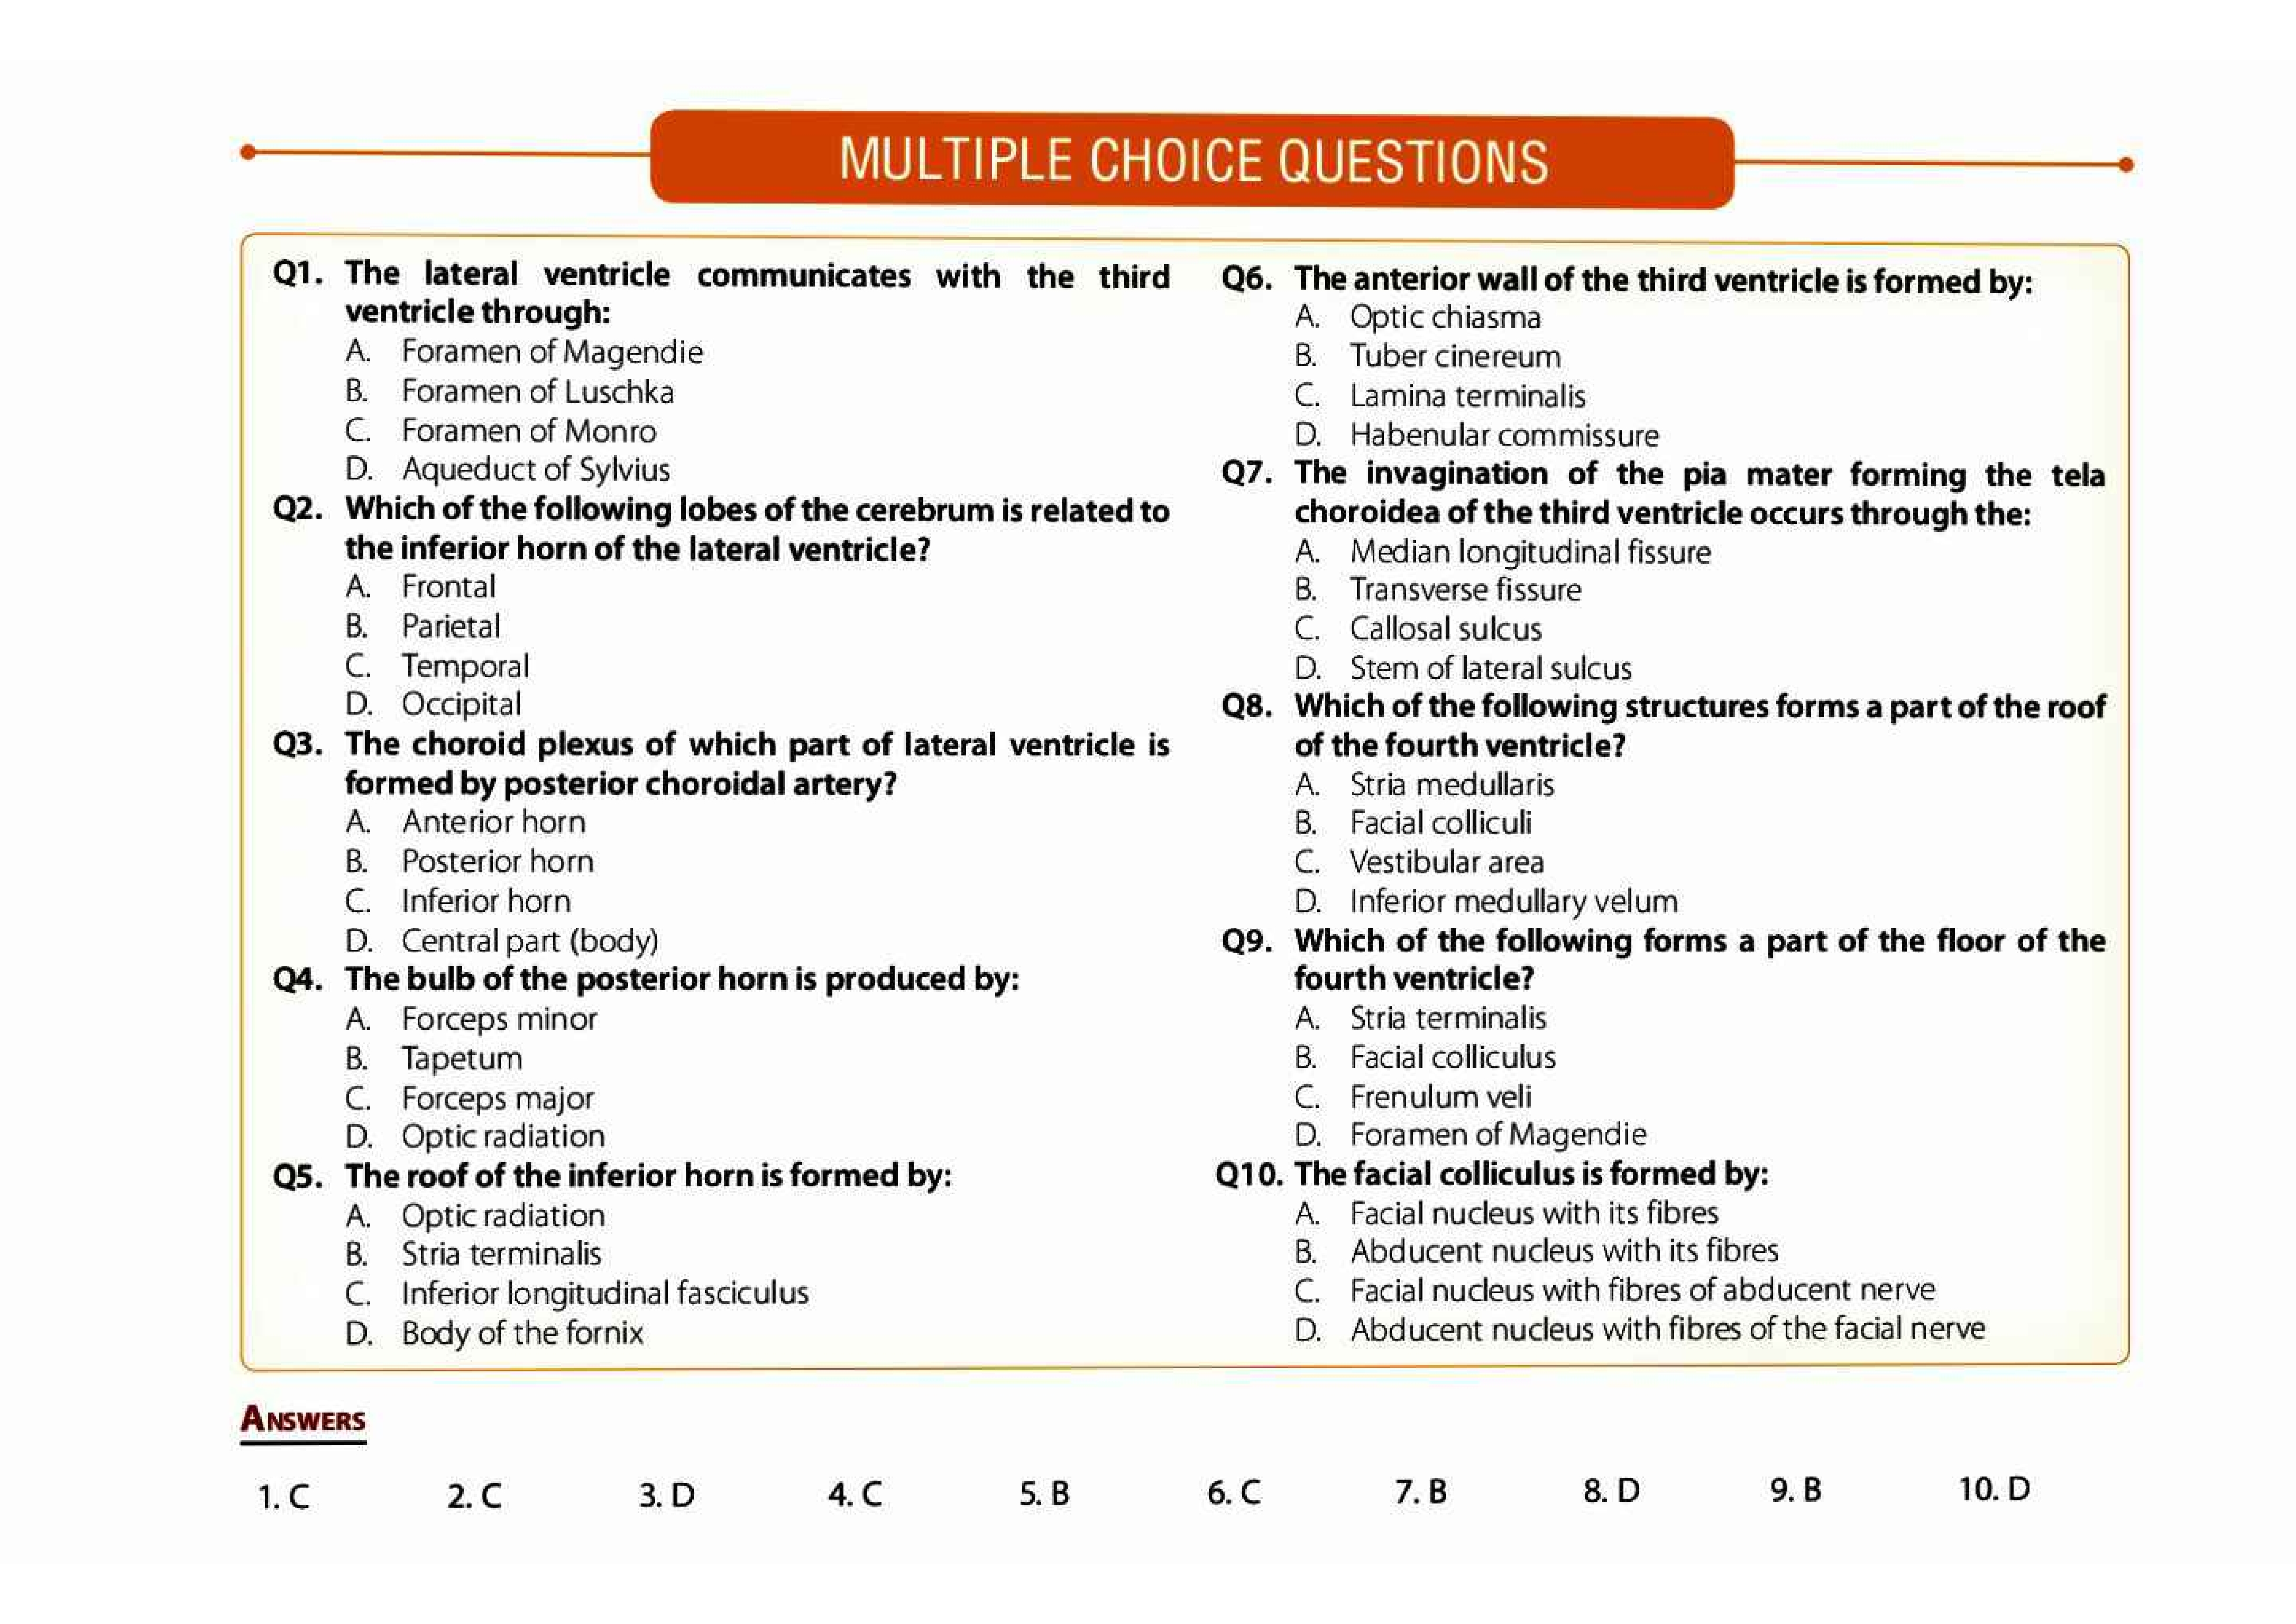 MULTIPLE CHOICE QUESTIONS
Q1. The lateral ventricle communicates with the third
ventricle through:
A. Foramen of Magendie
B. Foramen of Luschka
C. Foramen of Monro
D. Aqueduct of Sylvius
Q2. Which of the following lobes of the cerebrum is related to
the inferior horn of the lateral ventricle?
A. Frontal
B. Parietal
C. Temporal
D. Occipital
Q3. The choroid plexus of which part of lateral ventricle is
formed by posterior choroidal artery?
A. Anterior horn
B. Posterior horn
C. Inferior horn
D. Central part (body)
Q4. The bulb of the posterior horn is produced by:
A. Forceps minor
B. Tapetum
C. Forceps major
D. Optic radiation
Q5. The roof of the inferior horn is formed by:
A. Optic radiation
B. Stria terminalis
C. Inferior longitudinal fasciculus
D. Body of the fornix
Q6. The anterior wall of the third ventricle is formed by:
A. Optic chiasma
B. Tuber cinereum
C. Lamina terminalis
D. Habenular commissure
Q7. The invagination of the pia mater forming the tela
choroidea of the third ventricle occurs through the:
A. Median longitudinal fissure
B. Transverse fissure
C. Callosal sulcus
D. Stem of lateral sulcus
Q8. Which of the following structures forms a part of the roof
of the fourth ventricle?
A. Stria medullaris
B. Facial colliculi
C. Vestibular area
D. Inferior medullary velum
Q9. Which of the following forms a part of the floor of the
fourth ventricle?
A. Stria terminalis
B. Facial colliculus
C. Frenulum veli
D. Foramen of Magendie
Q10. The facial colliculus is formed by:
A. Facial nucleus with its fibres
B. Abducent nucleus with its fibres
C. Facial nucleus with fibres of abducent nerve
D. Abducent nucleus with fibres of the facial nerve
ANSWERS
1. C 2. C 3. D 4. C 5. B 6. C 7. B 8. D 9. B 10. D